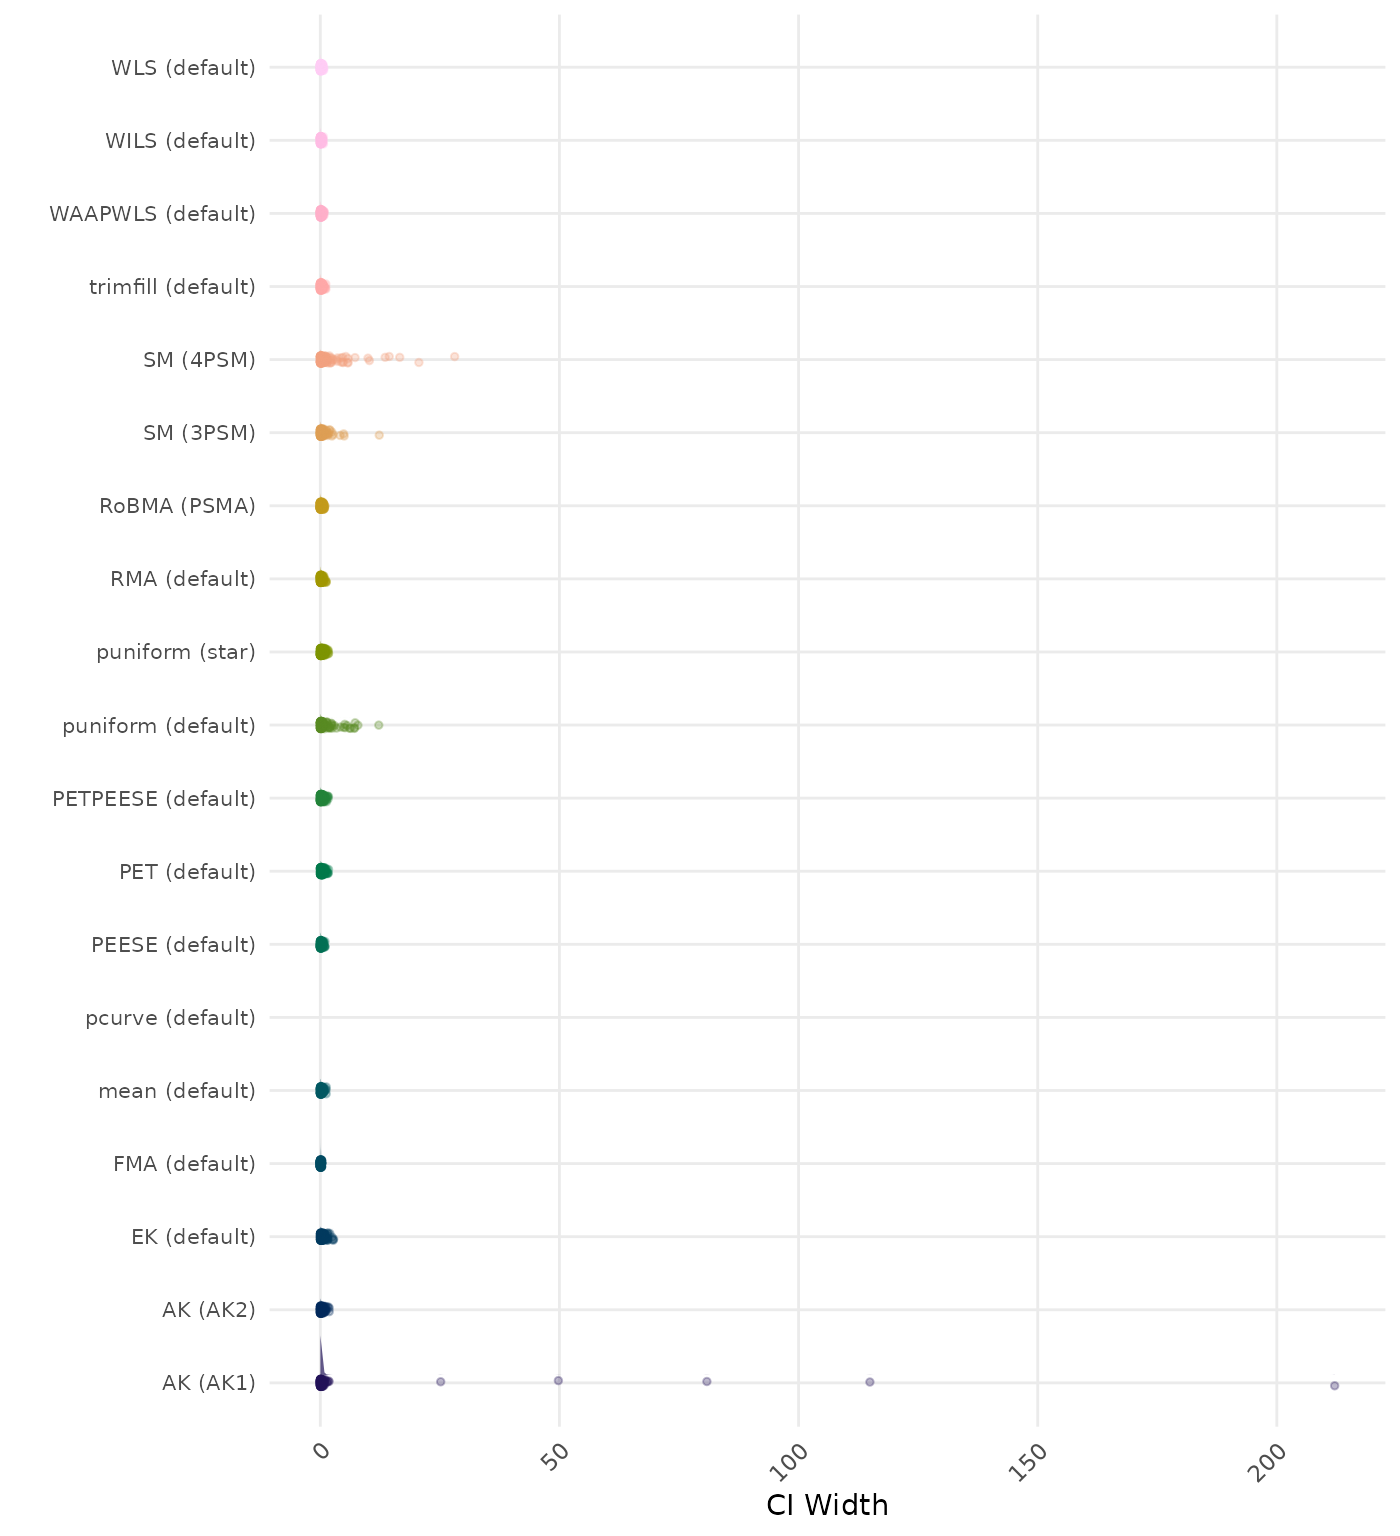 WLS (default)
WILS (default)
WAAPWLS (default)
trimfill (default)
SM (4PSM)
SM (3PSM)
RoBMA (PSMA)
RMA (default)
puniform (star)
puniform (default)
PETPEESE (default)
PET (default)
PEESE (default)
pcurve (default)
mean (default)
FMA (default)
EK (default)
AK (AK2)
AK (AK1)
0 50 100 150 200
CI Width